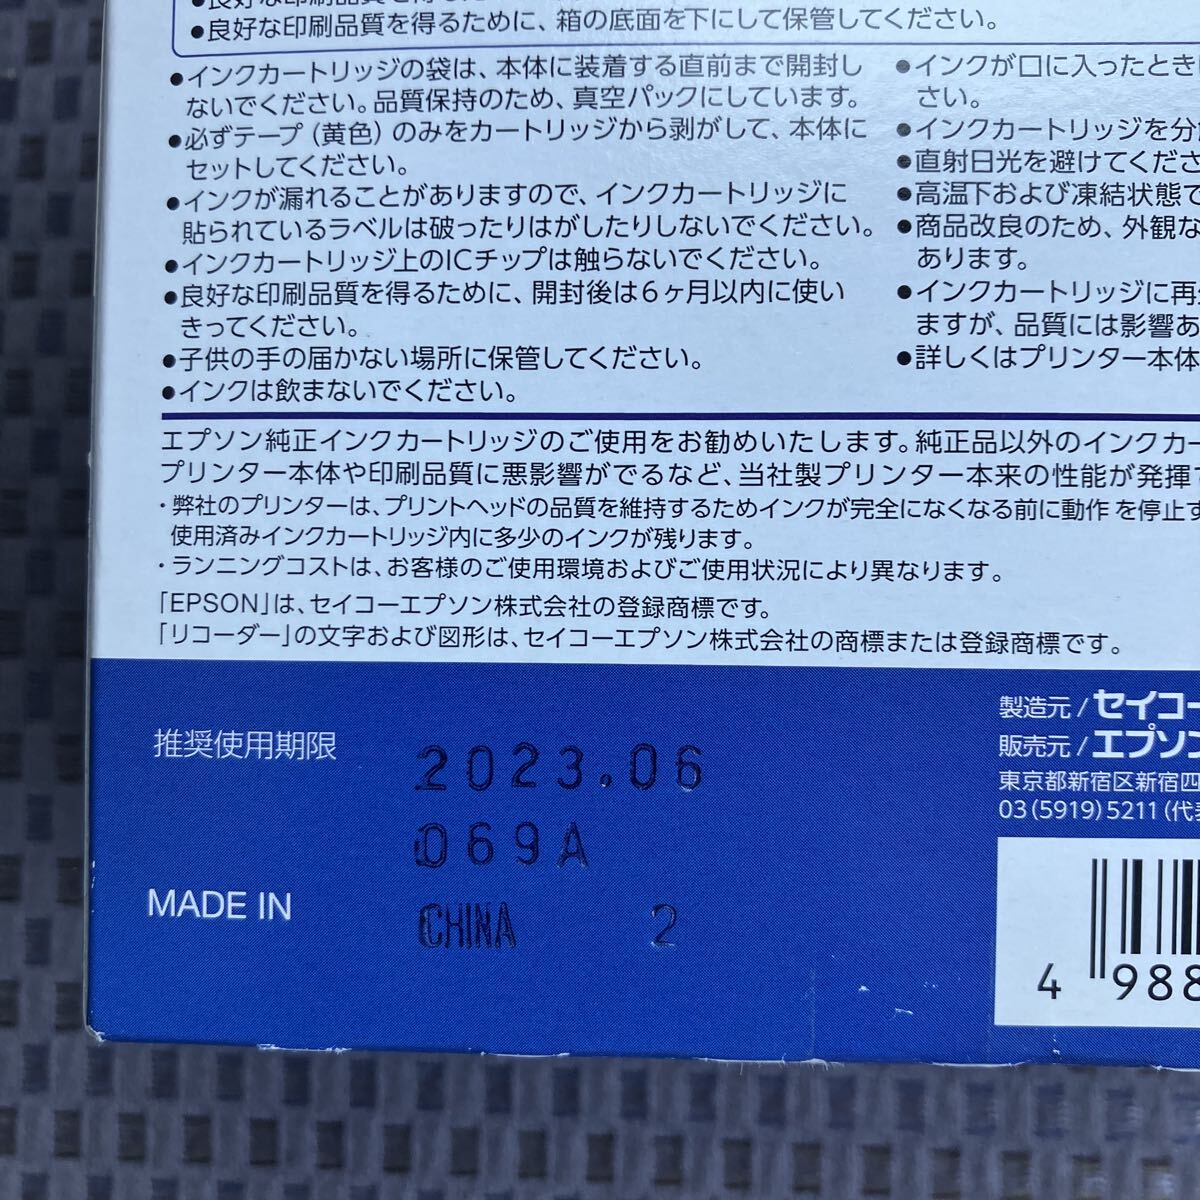 ●良好な印刷品質を得るために、箱の底面を下にして保管してください。
●インクカートリッジの袋は、本体に装着する直前まで開封し
ないでください。品質保持のため、真空パックにしています。
●必ずテープ（黄色）のみをカートリッジから剥がして、本体に
セットしてください。
●インクが漏れることがありますので、インクカートリッジに
貼られているラベルは破ったりはがしたりしないでください。
●インクカートリッジ上のICチップは触らないでください。
●良好な印刷品質を得るために、開封後は6ヶ月以内に使い
きってください。
●子供の手の届かない場所に保管してください。
●インクは飲まないでください。
●インクが口に入ったとき
さい。
●インクカートリッジを分
●直射日光を避けてくださ
●高温下および凍結状態で
●商品改良のため、外観な
あります。
●インクカートリッジに再
ますが、品質には影響あ
●詳しくはプリンター本体
エプソン純正インクカートリッジのご使用をお勧めいたします。純正品以外のインクカー
プリンター本体や印刷品質に悪影響がでるなど、当社製プリンター本来の性能が発揮
・弊社のプリンターは、プリントヘッドの品質を維持するためインクが完全になくなる前に動作 を停止す
使用済みインクカートリッジ内に多少のインクが残ります。
・ランニングコストは、お客様のご使用環境およびご使用状況により異なります。
「EPSON」は、セイコーエプソン株式会社の登録商標です。
「リコーダー」の文字および図形は、セイコーエプソン株式会社の商標または登録商標です。
推奨使用期限 2023.06
069A
MADE IN CHINA 2
製造元/セイコー
販売元/エプソン
東京都新宿区新宿四
03(5919)5211(代表
4 988